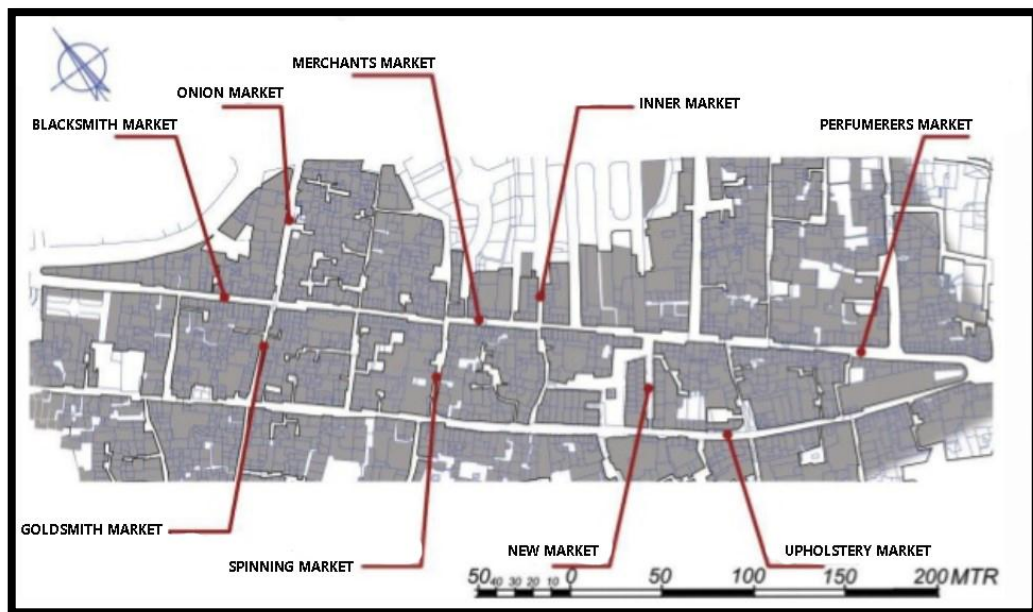 MERCHANTS MARKET
ONION MARKET
INNER MARKET
BLACKSMITH MARKET
PERFUMERERS MARKET
GOLDSMITH MARKET
SPINNING MARKET
NEW MARKET
UPHOLSTERY MARKET
50 40 30 20 10 0 50 100 150 200 MTR